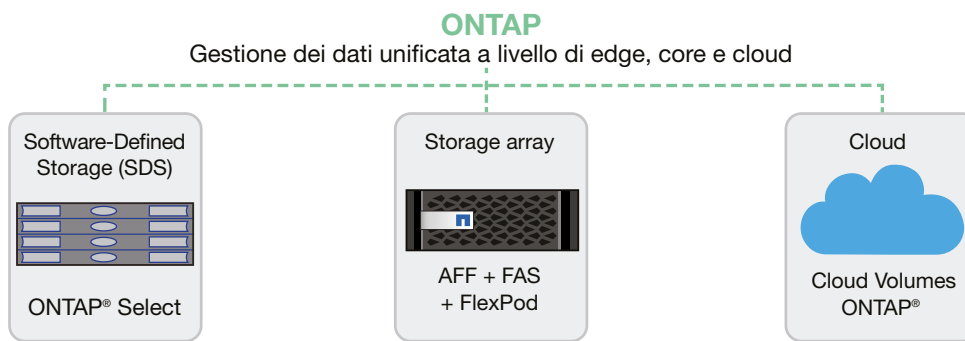 ONTAP
Gestione dei dati unificata a livello di edge, core e cloud
Software-Defined
Storage (SDS)
ONTAP® Select
Storage array
AFF + FAS
+ FlexPod
Cloud
Cloud Volumes
ONTAP®